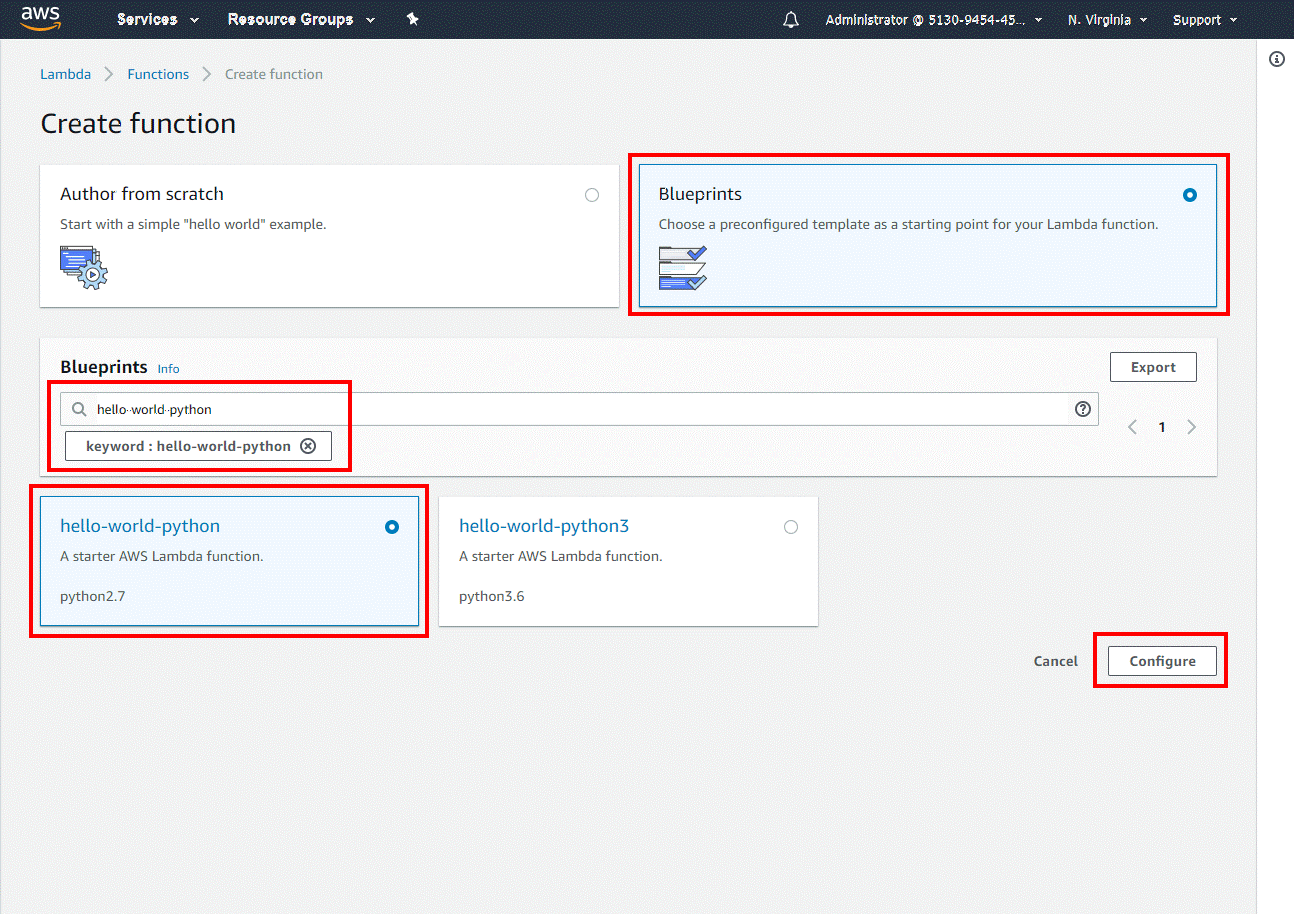 aws
Services
Resource Groups
Administrator @ 5130-9454-45...
N. Virginia
Support
Lambda
Functions
Create function
Create function
Author from scratch
Start with a simple "hello world" example.
Blueprints
Choose a preconfigured template as a starting point for your Lambda function.
Blueprints Info
Export
hello-world-python
keyword : hello-world-python
1
hello-world-python
A starter AWS Lambda function.
python2.7
hello-world-python3
A starter AWS Lambda function.
python3.6
Cancel
Configure